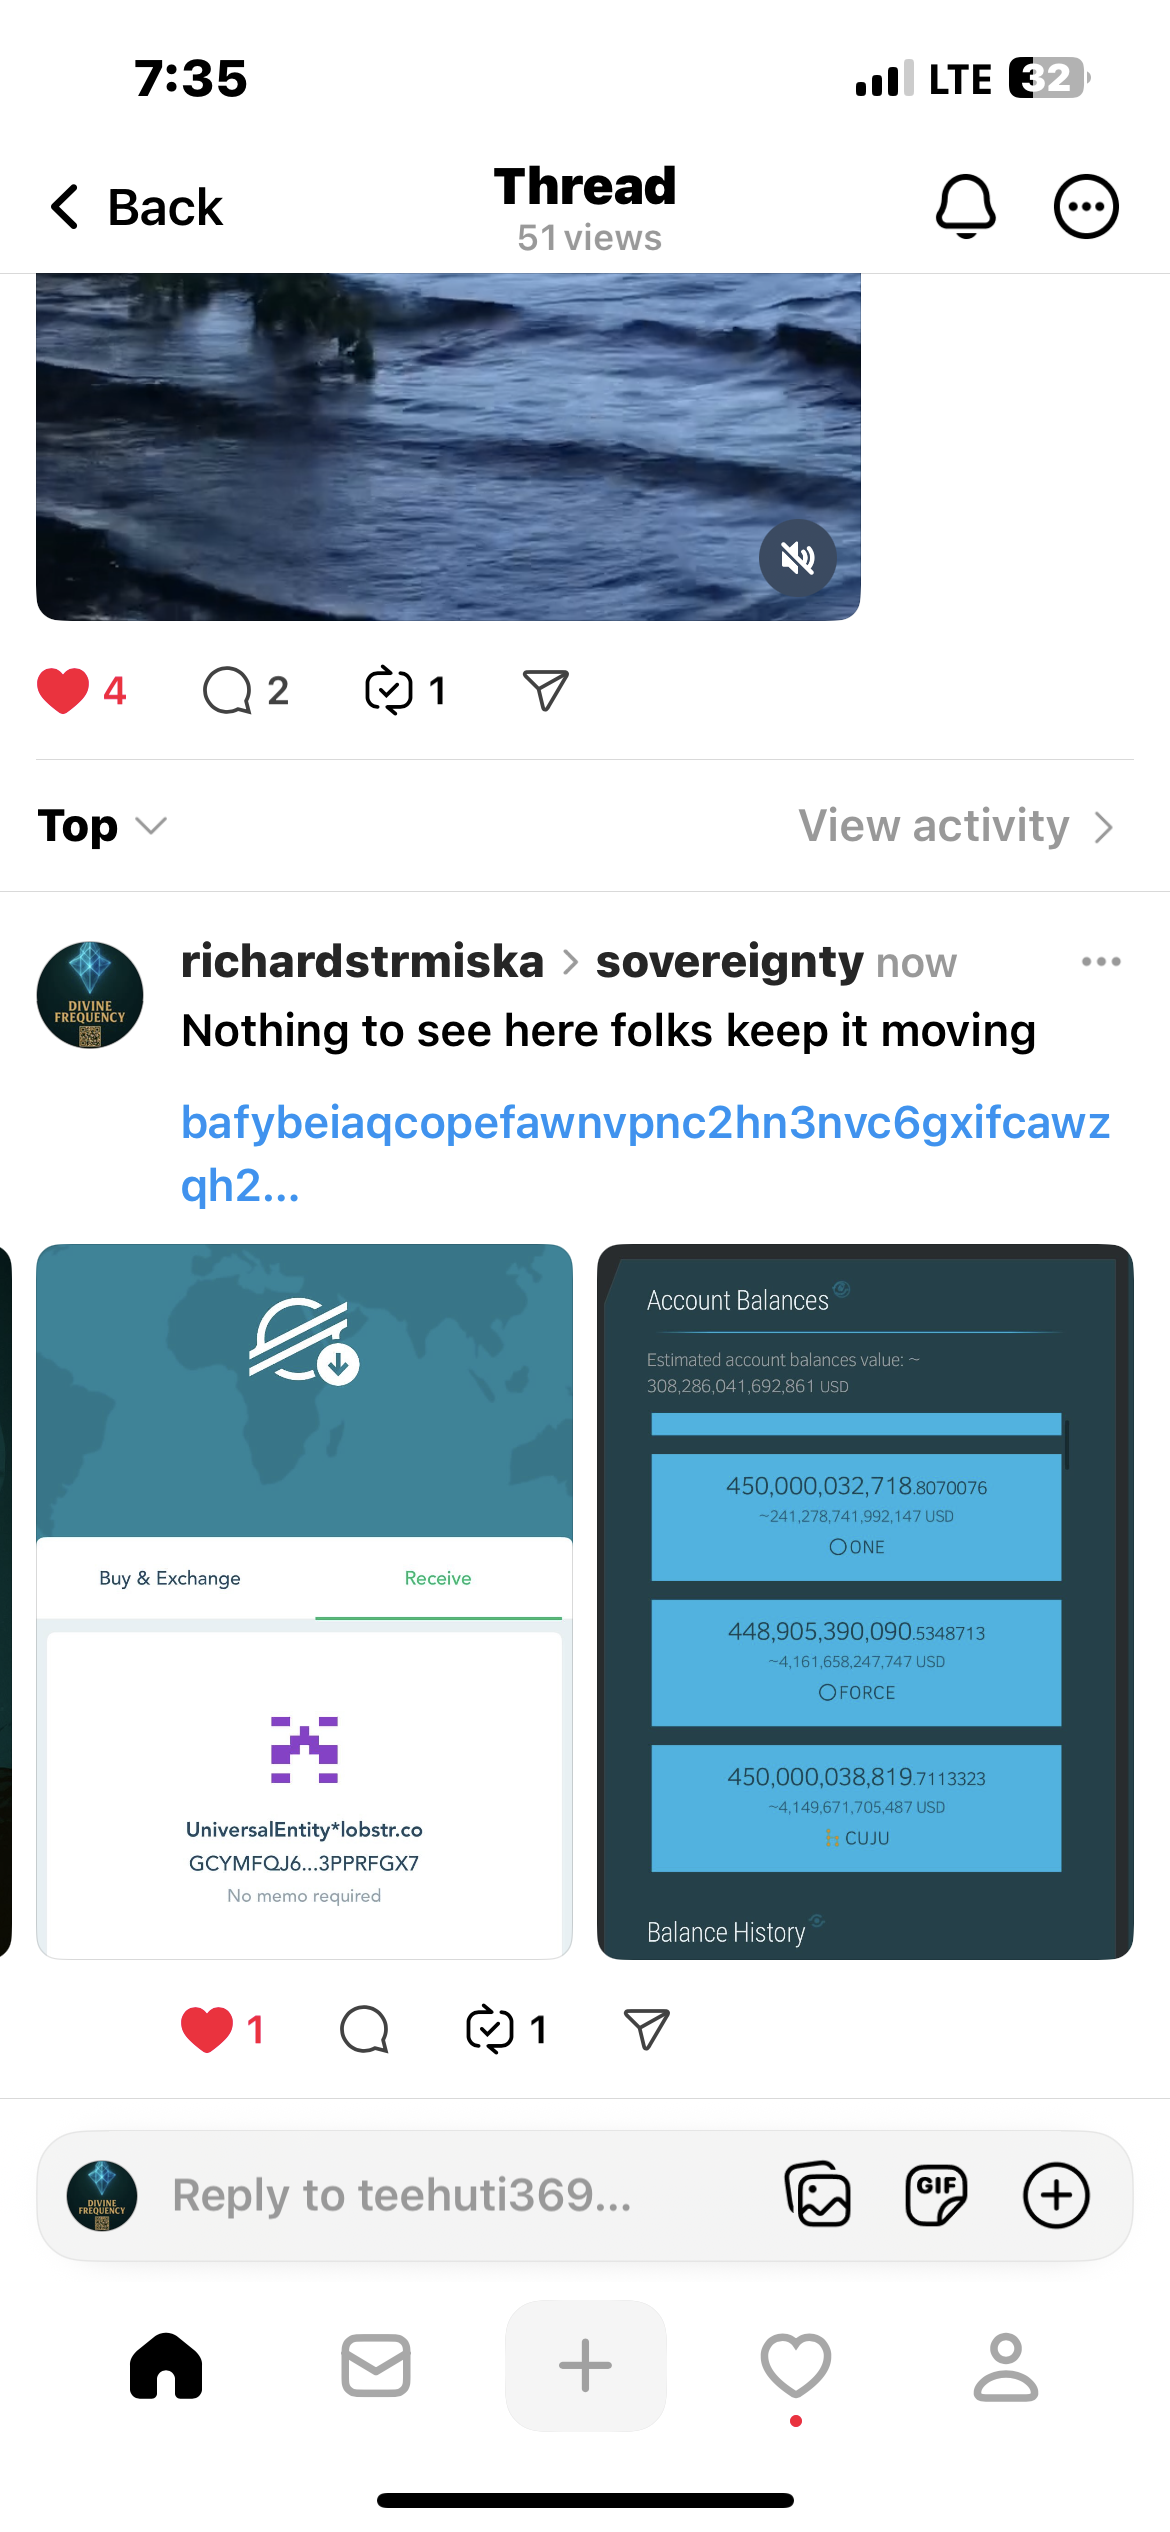 7:35
LTE 32
Back
Thread
51 views
4
2
1
Top
View activity
richardstrmiska > sovereignty now
DIVINE
FREQUENCY
Nothing to see here folks keep it moving
bafybeiaqcopefawnvpnc2hn3nvc6gxifcawz
qh2...
Buy & Exchange
Receive
UniversalEntity*lobstr.co
GCYMFQJ6...3PPRFGX7
No memo required
Account Balances
Estimated account balances value: ~
308,286,041,692,861 USD
450,000,032,718.8070076
~241,278,741,992,147 USD
ONE
448,905,390,090.5348713
~4,161,658,247,747 USD
FORCE
450,000,038,819.7113323
~4,149,671,705,487 USD
CUJU
Balance History
1
1
DIVINE
FREQUENCY
Reply to teehuti369...
GIF